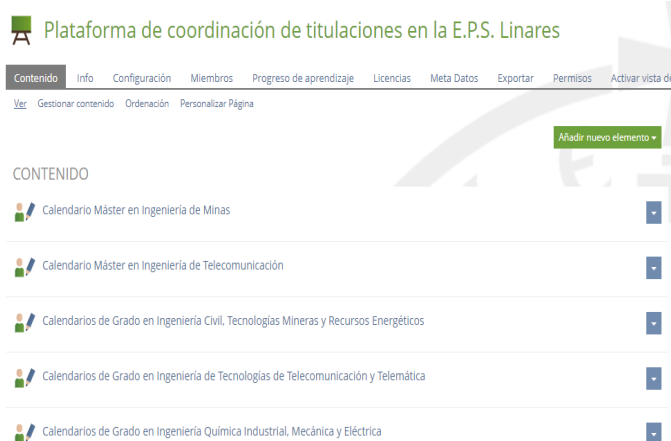 Plataforma de coordinación de titulaciones en la E.P.S. Linares
Contenido Info Configuración Miembros Progreso de aprendizaje Licencias Meta Datos Exportar Permisos Activar vista de
Ver Gestionar contenido Ordenación Personalizar Página
Añadir nuevo elemento
CONTENIDO
Calendario Máster en Ingeniería de Minas
Calendario Máster en Ingeniería de Telecomunicación
Calendarios de Grado en Ingeniería Civil, Tecnologías Mineras y Recursos Energéticos
Calendarios de Grado en Ingeniería de Tecnologías de Telecomunicación y Telemática
Calendarios de Grado en Ingeniería Química Industrial, Mecánica y Eléctrica